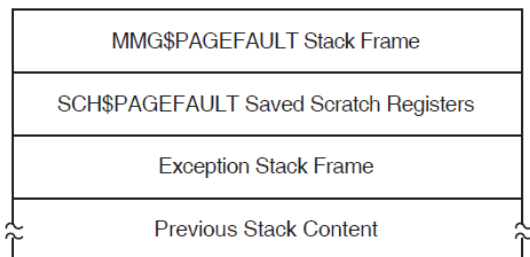 MMG$PAGEFAULT Stack Frame
SCH$PAGEFAULT Saved Scratch Registers
Exception Stack Frame
Previous Stack Content